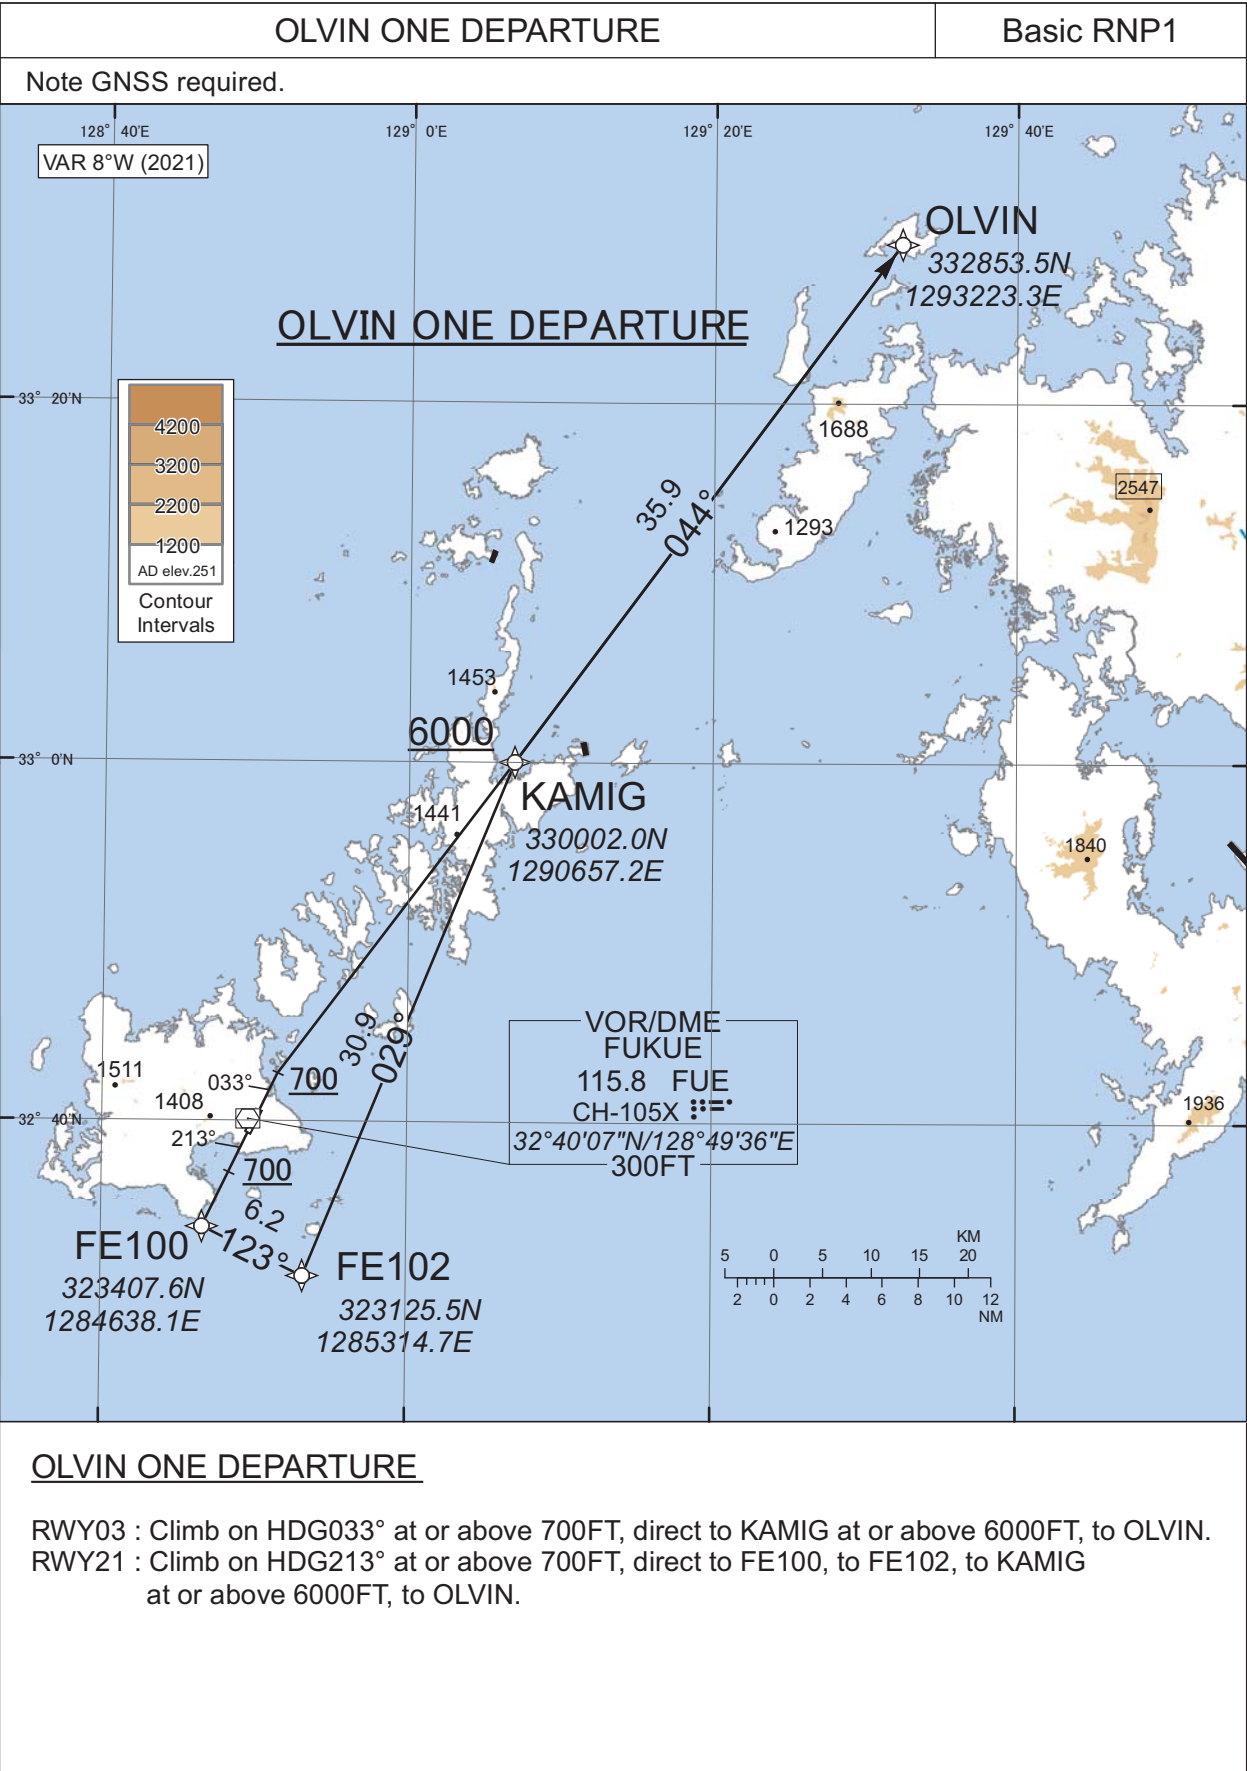 OLVIN ONE DEPARTURE
Basic RNP1
Note GNSS required.
128° 40'E
129° 0'E
129° 20'E
129° 40'E
VAR 8°W (2021)
OLVIN
332853.5N
1293223.3E
OLVIN ONE DEPARTURE
33° 20'N
4200
3200
2200
1200
AD elev.251
Contour
Intervals
1688
2547
35.9
044°
1293
1453
6000
33° 0'N
KAMIG
330002.0N
1290657.2E
1441
1840
30.9
029°
VOR/DME
FUKUE
115.8 FUE
CH-105X
32°40'07"N/128°49'36"E
300FT
1511
033°
700
1408
32° 40'N
213°
700
1936
6.2
123°
FE100
323407.6N
1284638.1E
FE102
323125.5N
1285314.7E
KM
5 0 5 10 15 20
2 0 2 4 6 8 10 12
NM
OLVIN ONE DEPARTURE
RWY03 : Climb on HDG033° at or above 700FT, direct to KAMIG at or above 6000FT, to OLVIN.
RWY21 : Climb on HDG213° at or above 700FT, direct to FE100, to FE102, to KAMIG
at or above 6000FT, to OLVIN.